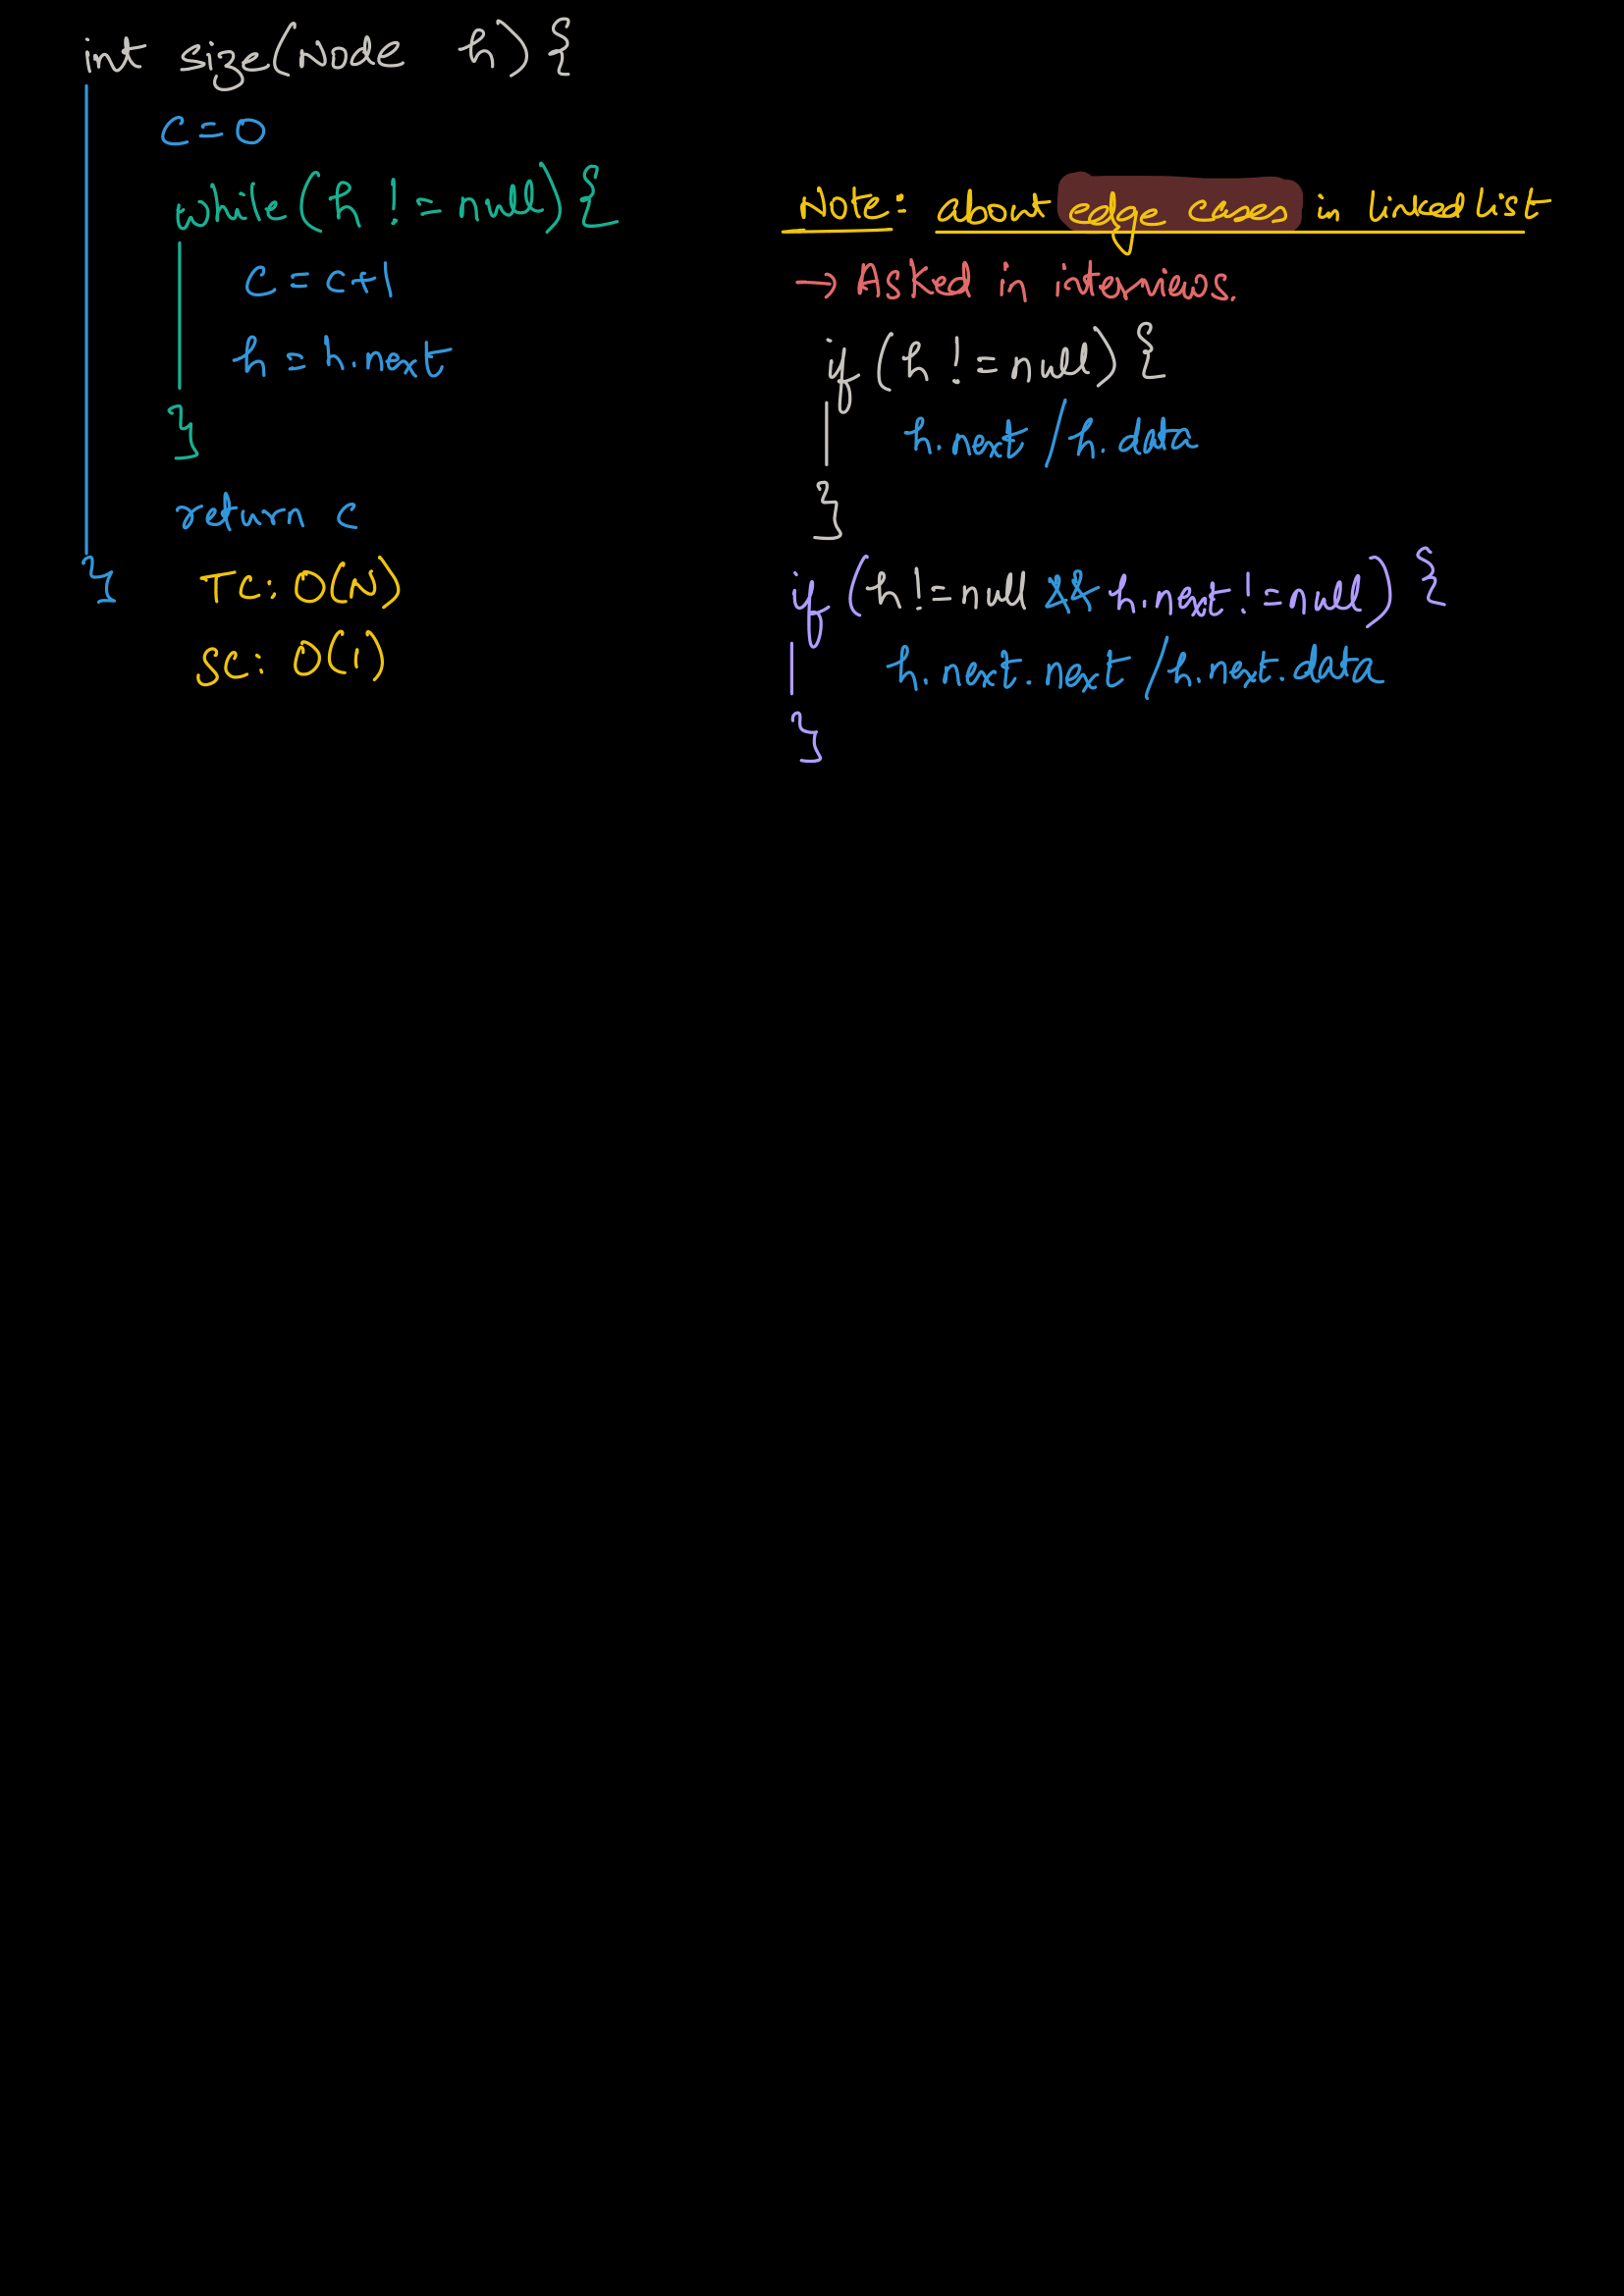 int size(Node h) {
c = 0
while (h != null) {
c = c+1
h = h.next
}
return c
}
TC: O(N)
SC: O(1)
Note: about edge cases in linked list
→ Asked in interviews.
if (h != null) {
h.next / h.data
}
if (h != null && h.next != null) {
h.next.next / h.next.data
}